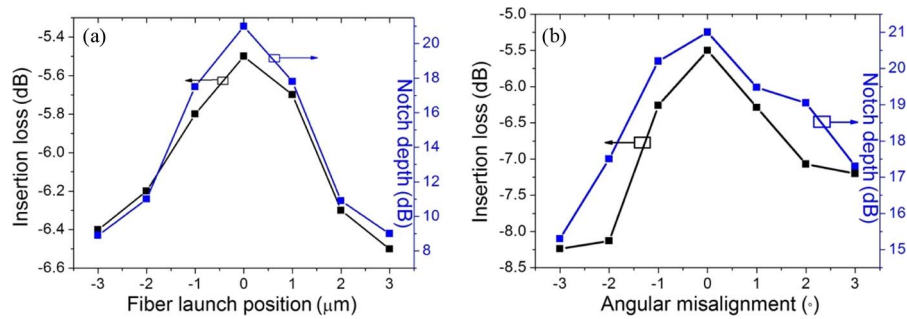 (a)
Insertion loss (dB)
-5.4
-5.6
-5.8
-6.0
-6.2
-6.4
-6.6
-3 -2 -1 0 1 2 3
Fiber launch position (μm)
20
18
15
13
11
10
8
Notch depth (dB)
(b)
Insertion loss (dB)
-5.0
-5.5
-6.0
-6.5
-7.0
-7.5
-8.0
-8.5
-3 -2 -1 0 1 2 3
Angular misalignment (◦)
21
20
19
18
17
16
15
Notch depth (dB)